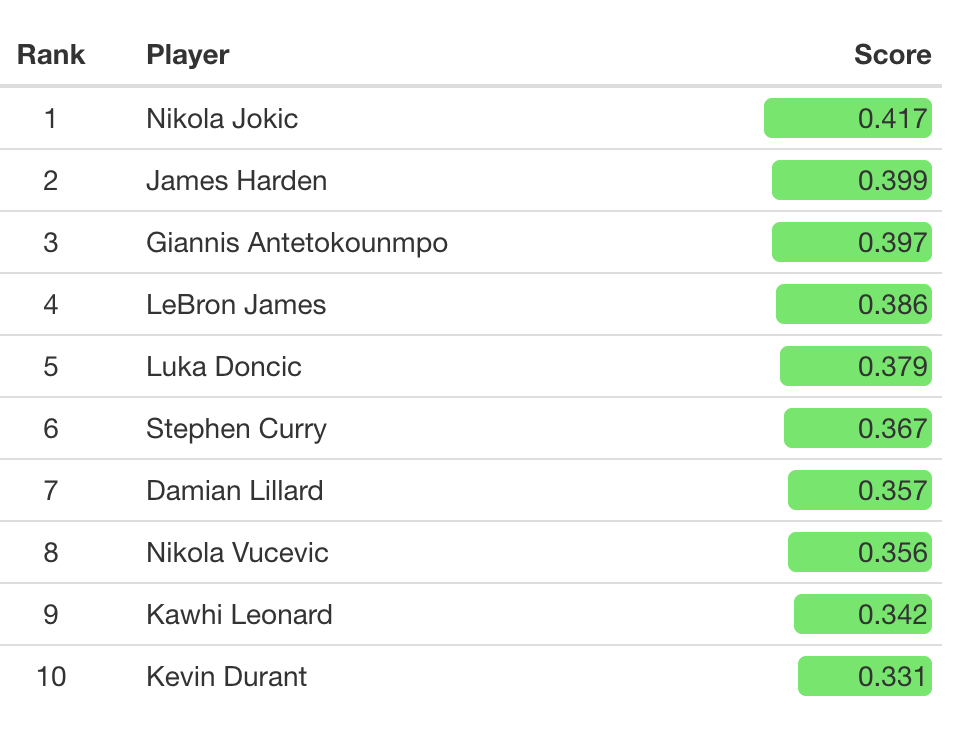 Rank Player Score
1 Nikola Jokic 0.417
2 James Harden 0.399
3 Giannis Antetokounmpo 0.397
4 LeBron James 0.386
5 Luka Doncic 0.379
6 Stephen Curry 0.367
7 Damian Lillard 0.357
8 Nikola Vucevic 0.356
9 Kawhi Leonard 0.342
10 Kevin Durant 0.331